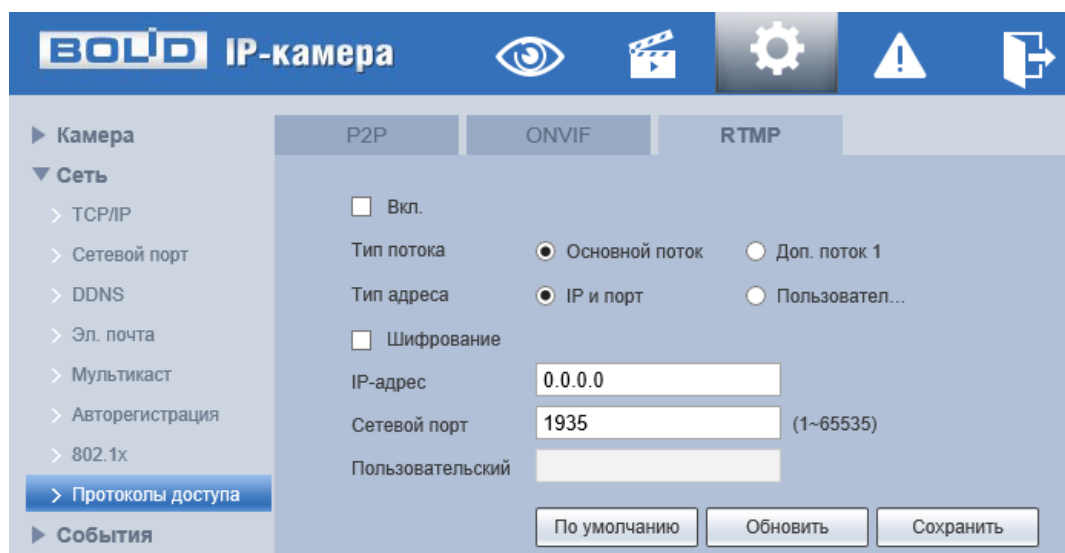 BOLID IP-камера
Камера
Сеть
TCP/IP
Сетевой порт
DDNS
Эл. почта
Мультикаст
Авторегистрация
802.1x
Протоколы доступа
События
P2P ONVIF RTMP
Вкл.
Тип потока Основной поток Доп. поток 1
Тип адреса IP и порт Пользовател...
Шифрование
IP-адрес 0.0.0.0
Сетевой порт 1935 (1~65535)
Пользовательский
По умолчанию Обновить Сохранить